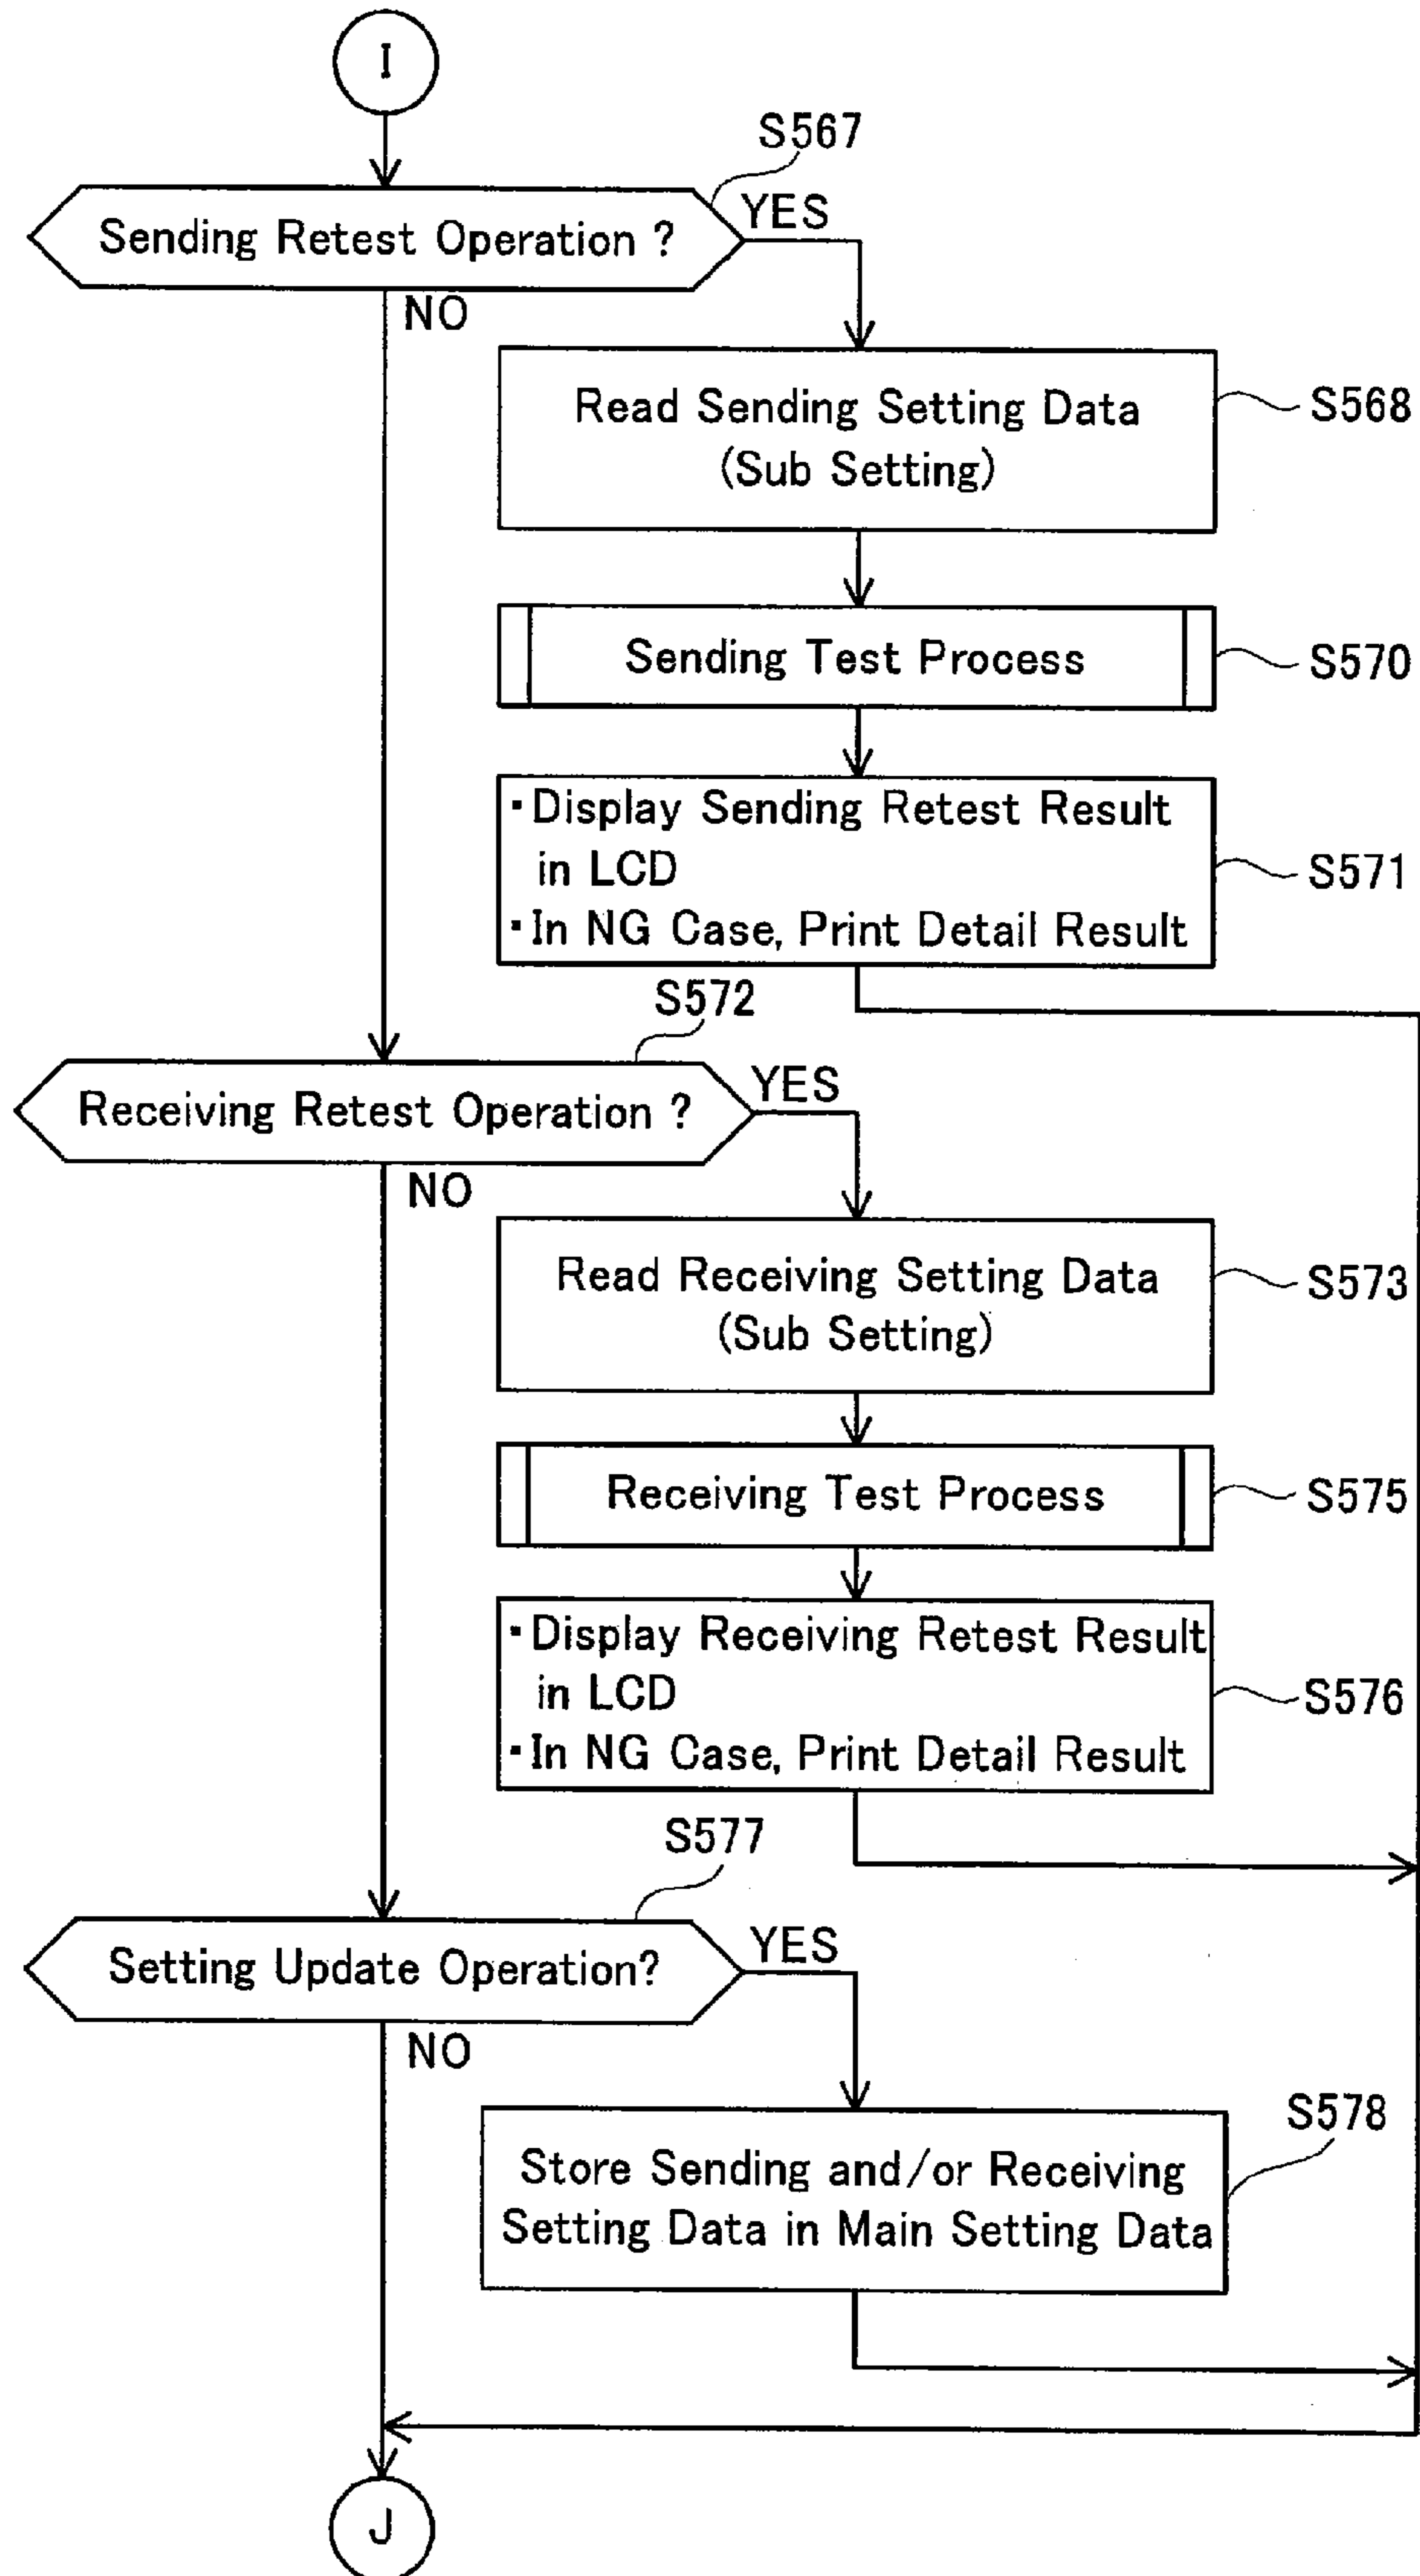 I
S567
Sending Retest Operation ?
YES
NO
Read Sending Setting Data
(Sub Setting)
S568
Sending Test Process
S570
▪Display Sending Retest Result
in LCD
▪In NG Case, Print Detail Result
S571
S572
Receiving Retest Operation ?
YES
NO
Read Receiving Setting Data
(Sub Setting)
S573
Receiving Test Process
S575
▪Display Receiving Retest Result
in LCD
▪In NG Case, Print Detail Result
S576
S577
Setting Update Operation?
YES
NO
S578
Store Sending and/or Receiving
Setting Data in Main Setting Data
J